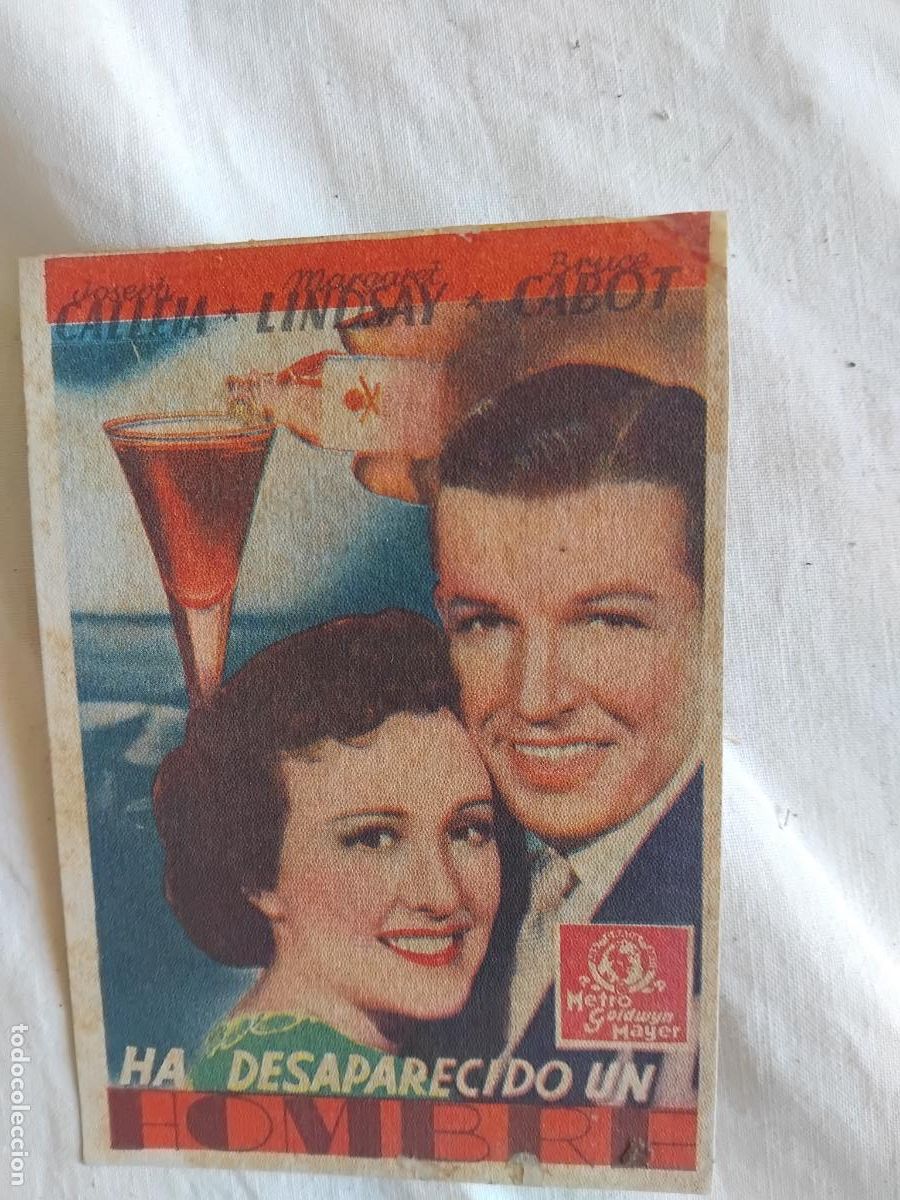 Joseph Margaret Bruce
CALLEIA * LINDSAY * CABOT
Metro
Goldwyn
Mayer
HA DESAPARECIDO UN
HOMBRE
todocoleccion